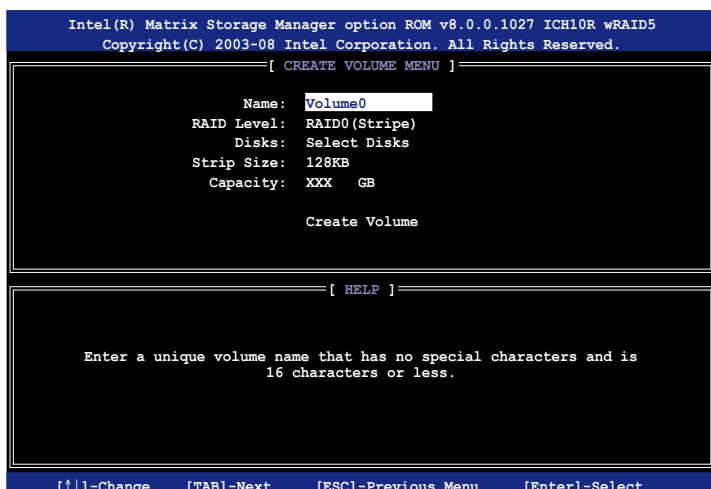 Intel(R) Matrix Storage Manager option ROM v8.0.0.1027 ICH10R wRAID5
Copyright(C) 2003-08 Intel Corporation. All Rights Reserved.
[ CREATE VOLUME MENU ]
Name: Volume0
RAID Level: RAID0(Stripe)
Disks: Select Disks
Strip Size: 128KB
Capacity: XXX GB
Create Volume
[ HELP ]
Enter a unique volume name that has no special characters and is
16 characters or less.
[↑↓]-Change [TAB]-Next [ESC]-Previous Menu [Enter]-Select